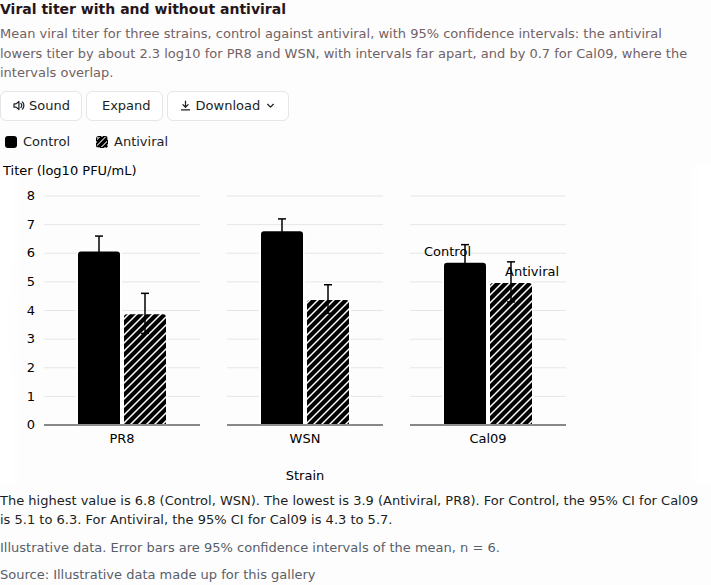 Viral titer with and without antiviral
Mean viral titer for three strains, control against antiviral, with 95% confidence intervals: the antiviral
lowers titer by about 2.3 log10 for PR8 and WSN, with intervals far apart, and by 0.7 for Cal09, where the
intervals overlap.
Sound Expand Download
Control Antiviral
Titer (log10 PFU/mL)
8
7
6
5
4
3
2
1
0
Control
Antiviral
PR8 WSN Cal09
Strain
The highest value is 6.8 (Control, WSN). The lowest is 3.9 (Antiviral, PR8). For Control, the 95% CI for Cal09
is 5.1 to 6.3. For Antiviral, the 95% CI for Cal09 is 4.3 to 5.7.
Illustrative data. Error bars are 95% confidence intervals of the mean, n = 6.
Source: Illustrative data made up for this gallery